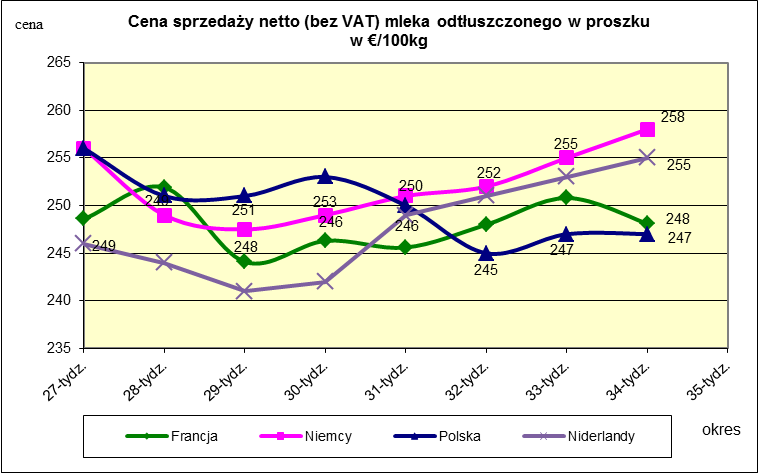 cena
Cena sprzedaży netto (bez VAT) mleka odtłuszczonego w proszku
w €/100kg
265
260
255
250
245
240
235
258
255
252
255
250
253
251
249
248
246
246
248
249
245
247
248
247
27-tydz.
28-tydz.
29-tydz.
30-tydz.
31-tydz.
32-tydz.
33-tydz.
34-tydz.
35-tydz.
okres
Francja
Niemcy
Polska
Niderlandy